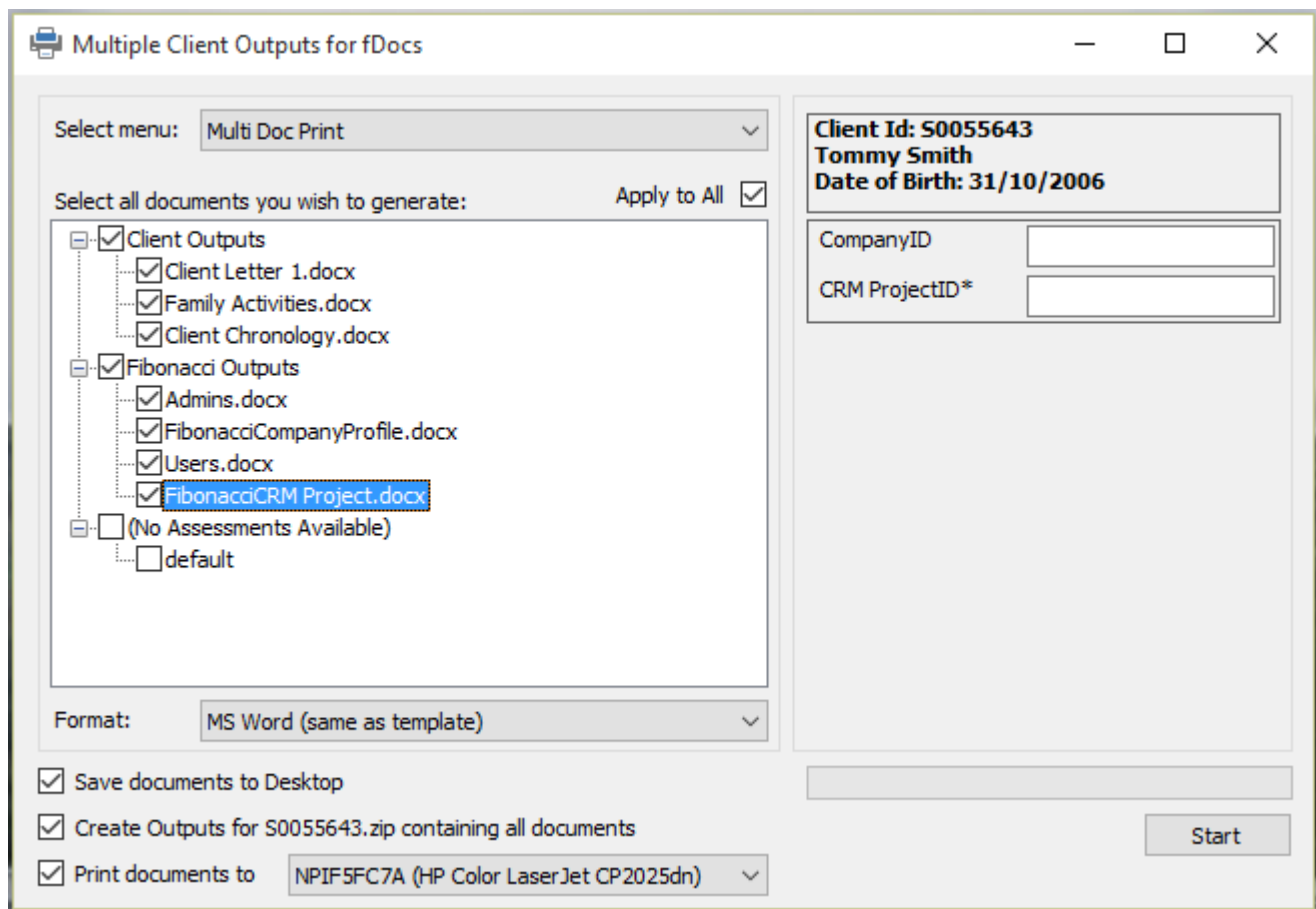 Multiple Client Outputs for fDocs
Select menu: Multi Doc Print
Select all documents you wish to generate: Apply to All
Client Outputs
Client Letter 1.docx
Family Activities.docx
Client Chronology.docx
Fibonacci Outputs
Admins.docx
FibonacciCompanyProfile.docx
Users.docx
FibonacciCRM Project.docx
(No Assessments Available)
default
Format: MS Word (same as template)
Save documents to Desktop
Create Outputs for S0055643.zip containing all documents
Print documents to NPIF5FC7A (HP Color LaserJet CP2025dn)
Client Id: S0055643
Tommy Smith
Date of Birth: 31/10/2006
CompanyID
CRM ProjectID*
Start